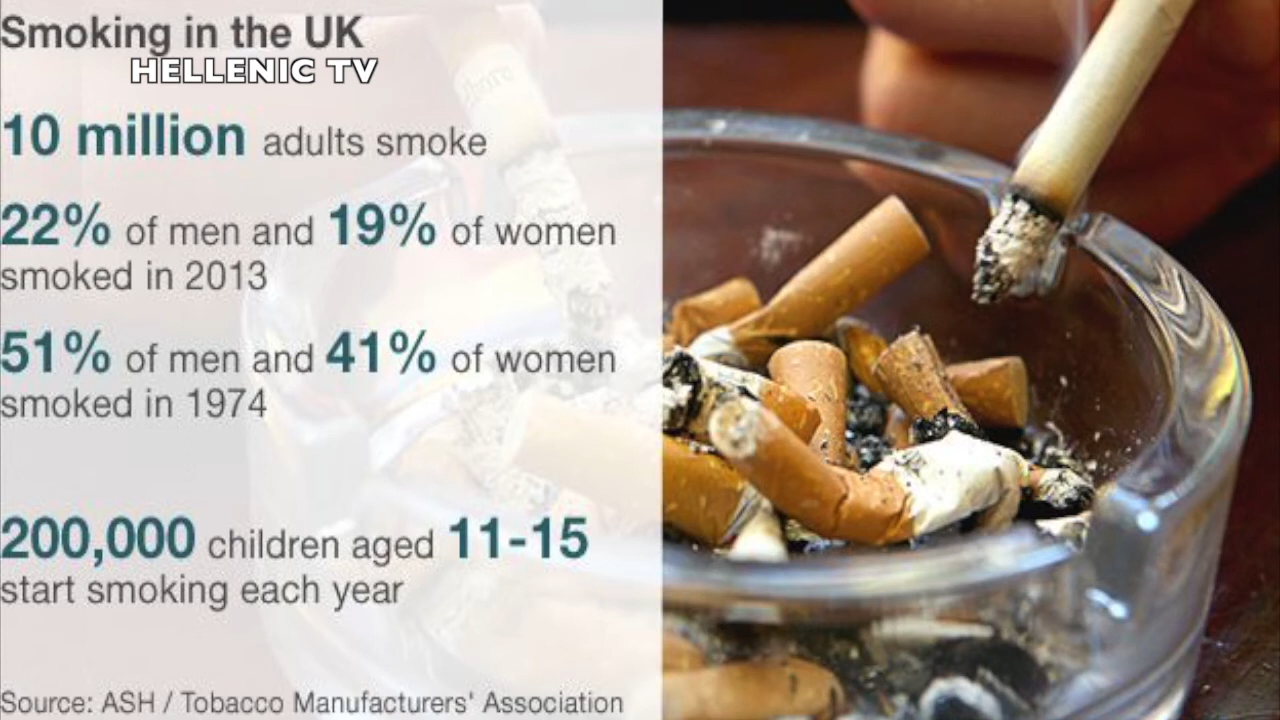 Smoking in the UK
HELLENIC TV
10 million adults smoke
22% of men and 19% of women
smoked in 2013
51% of men and 41% of women
smoked in 1974
200,000 children aged 11-15
start smoking each year
Source: ASH / Tobacco Manufacturers' Association